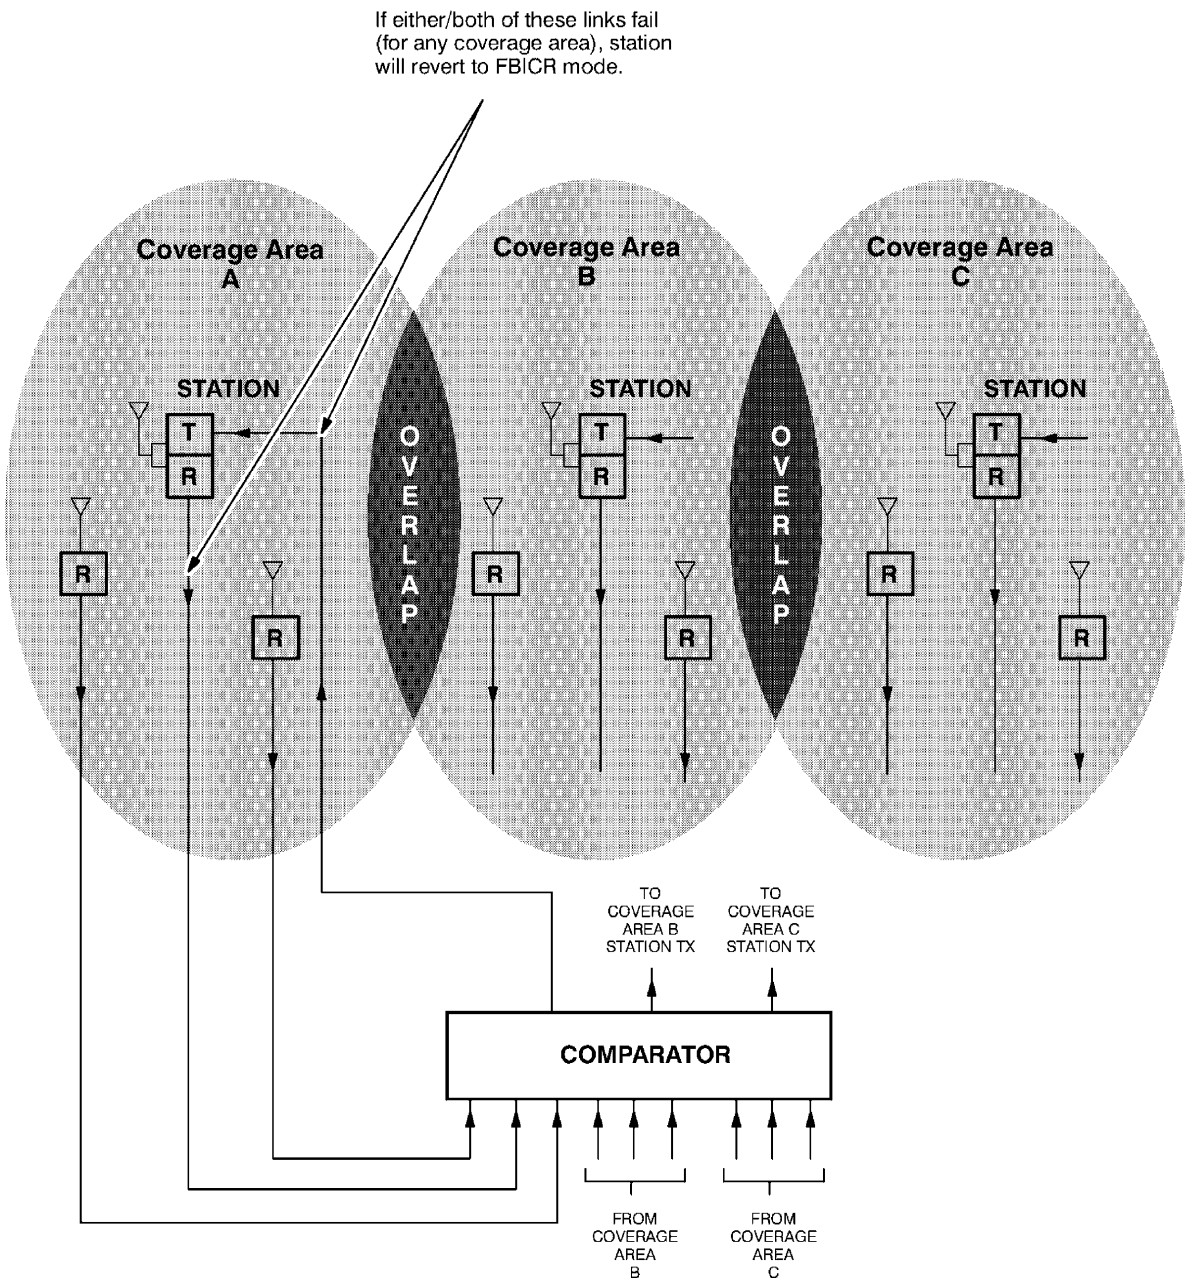 If either/both of these links fail
(for any coverage area), station
will revert to FBICR mode.
Coverage Area
A
Coverage Area
B
Coverage Area
C
STATION
STATION
STATION
T
R
T
R
T
R
R
R
R
R
R
R
OVERLAP
OVERLAP
TO
COVERAGE
AREA B
STATION TX
TO
COVERAGE
AREA C
STATION TX
COMPARATOR
FROM
COVERAGE
AREA
B
FROM
COVERAGE
AREA
C